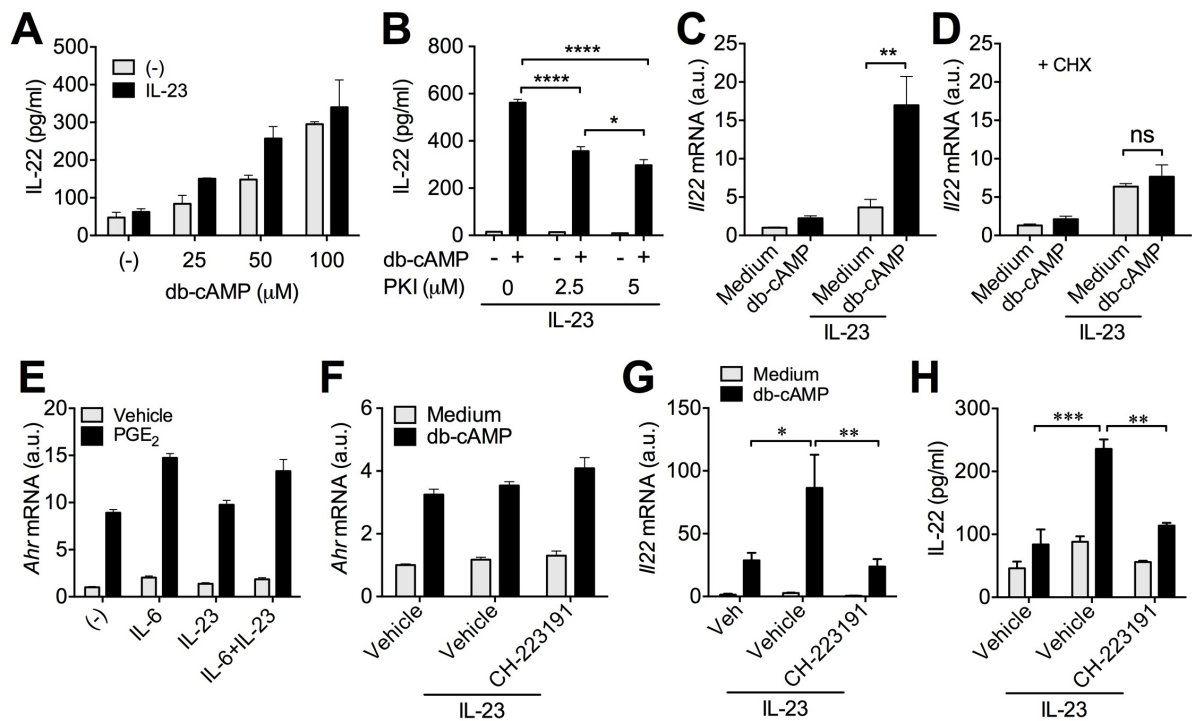 A
500
400
300
200
100
0
IL-22 (pg/ml)
(-)
IL-23
(-) 25 50 100
db-cAMP (μM)
B
800
600
400
200
0
IL-22 (pg/ml)
****
****
*
db-cAMP - + - + - +
PKI (μM) 0 2.5 5
IL-23
C
25
20
15
10
5
0
Il22 mRNA (a.u.)
**
Medium
db-cAMP
Medium
db-cAMP
IL-23
D
25
20
15
10
5
0
Il22 mRNA (a.u.)
+ CHX
ns
Medium
db-cAMP
Medium
db-cAMP
IL-23
E
20
15
10
5
0
Ahr mRNA (a.u.)
Vehicle
PGE₂
(-)
IL-6
IL-23
IL-6+IL-23
F
6
4
2
0
Ahr mRNA (a.u.)
Medium
db-cAMP
Vehicle
Vehicle
CH-223191
IL-23
G
Medium
db-cAMP
150
100
50
0
Il22 mRNA (a.u.)
*
**
Veh
Vehicle
CH-223191
IL-23
H
300
200
100
0
IL-22 (pg/ml)
***
**
Vehicle
Vehicle
CH-223191
IL-23